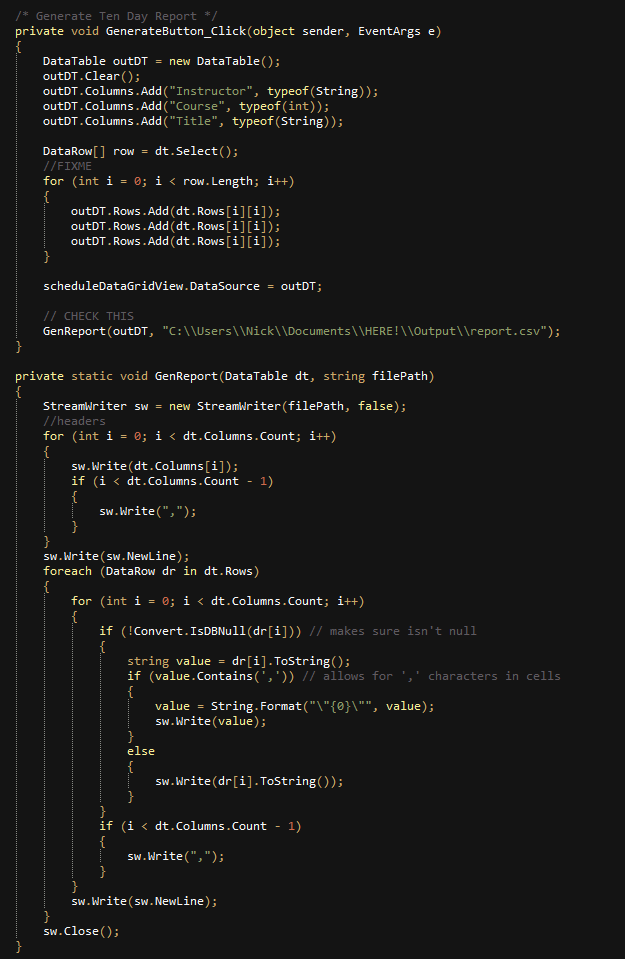 /* Generate Ten Day Report */
private void GenerateButton_Click(object sender, EventArgs e)
{
    DataTable outDT = new DataTable();
    outDT.Clear();
    outDT.Columns.Add("Instructor", typeof(String));
    outDT.Columns.Add("Course", typeof(int));
    outDT.Columns.Add("Title", typeof(String));

    DataRow[] row = dt.Select();
    //FIXME
    for (int i = 0; i < row.Length; i++)
    {
        outDT.Rows.Add(dt.Rows[i][i]);
        outDT.Rows.Add(dt.Rows[i][i]);
        outDT.Rows.Add(dt.Rows[i][i]);
    }

    scheduleDataGridView.DataSource = outDT;

    // CHECK THIS
    GenReport(outDT, "C:\\Users\\Nick\\Documents\\HERE!\\Output\\report.csv");
}

private static void GenReport(DataTable dt, string filePath)
{
    StreamWriter sw = new StreamWriter(filePath, false);
    //headers
    for (int i = 0; i < dt.Columns.Count; i++)
    {
        sw.Write(dt.Columns[i]);
        if (i < dt.Columns.Count - 1)
        {
            sw.Write(",");
        }
    }
    sw.Write(sw.NewLine);
    foreach (DataRow dr in dt.Rows)
    {
        for (int i = 0; i < dt.Columns.Count; i++)
        {
            if (!Convert.IsDBNull(dr[i])) // makes sure isn't null
            {
                string value = dr[i].ToString();
                if (value.Contains(',')) // allows for ',' characters in cells
                {
                    value = String.Format("\"{0}\"", value);
                    sw.Write(value);
                }
                else
                {
                    sw.Write(dr[i].ToString());
                }
            }
            if (i < dt.Columns.Count - 1)
            {
                sw.Write(",");
            }
        }
        sw.Write(sw.NewLine);
    }
    sw.Close();
}